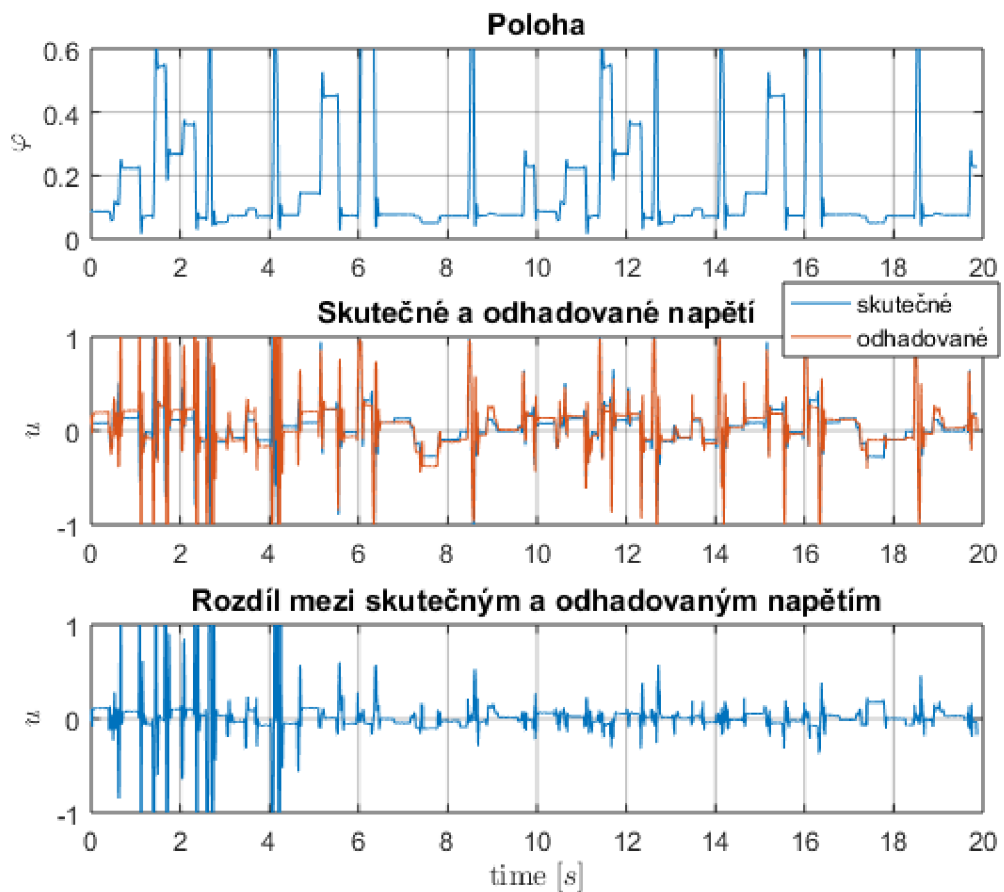 Poloha
0.6
0.4
0.2
0
φ
0 2 4 6 8 10 12 14 16 18 20
skutečné
odhadované
Skutečné a odhadované napětí
1
0
-1
u
0 2 4 6 8 10 12 14 16 18 20
Rozdíl mezi skutečným a odhadovaným napětím
1
0
-1
u
0 2 4 6 8 10 12 14 16 18 20
time [s]